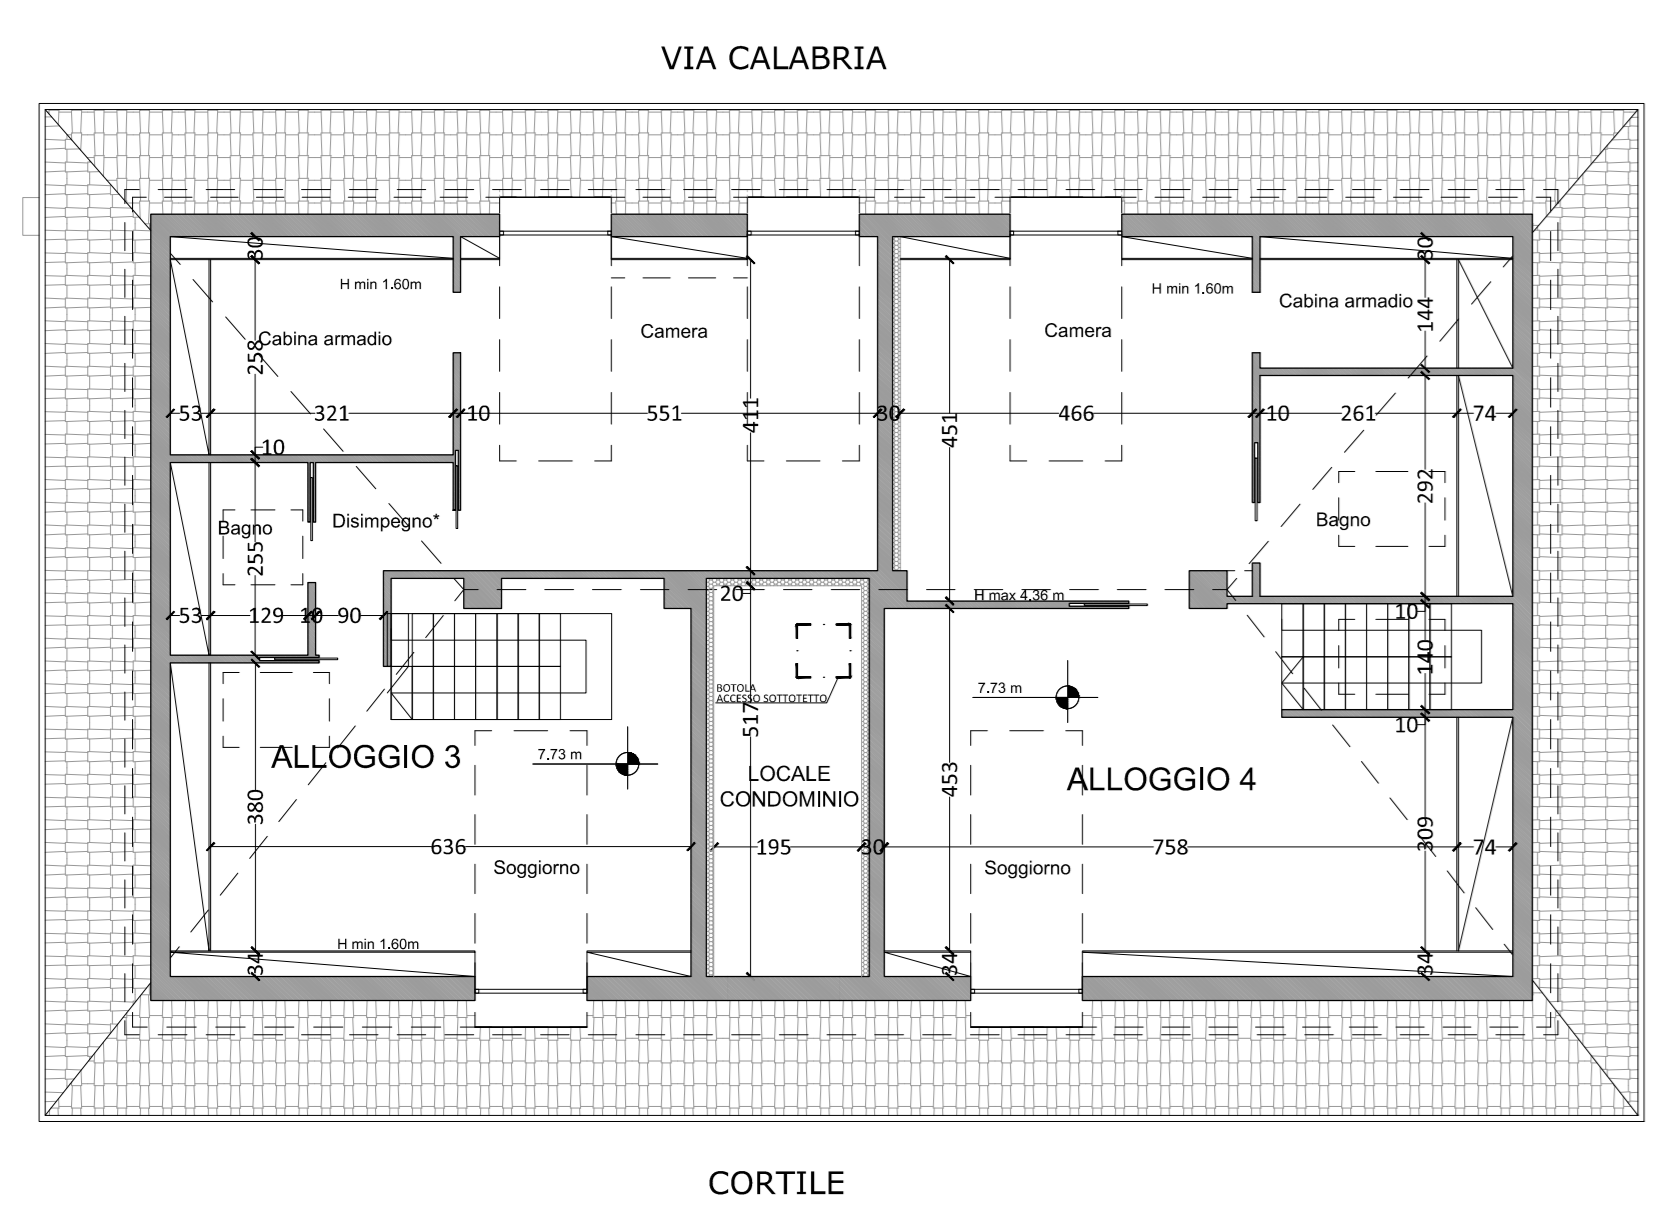 VIA CALABRIA
30
30
H min 1.60m
H min 1.60m
Cabina armadio
144
Camera
Camera
Cabina armadio
258
53
321
10
551
411
30
451
466
10
261
74
10
292
Bagno
Disimpegno*
Bagno
255
20
H max 4.36 m
53
129
10
90
10
140
BOTOLA
ACCESSO SOTTOTETTO
7.73 m
517
10
ALLOGGIO 3
7.73 m
LOCALE
CONDOMINIO
453
ALLOGGIO 4
380
309
636
195
30
758
74
Soggiorno
Soggiorno
H min 1.60m
34
34
34
CORTILE